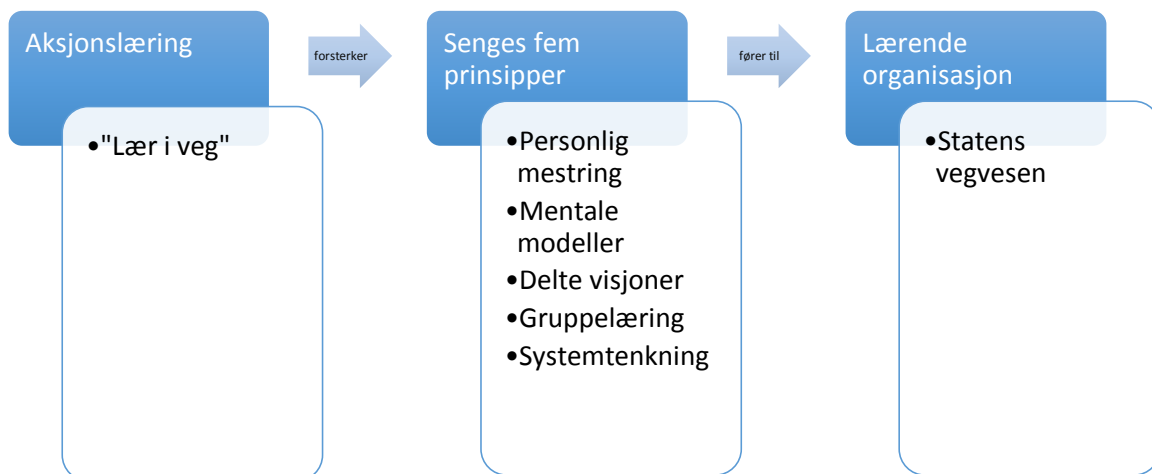 Aksjonslæring
•"Lær i veg"
forsterker
Senges fem
prinsipper
•Personlig
mestring
•Mentale
modeller
•Delte visjoner
•Gruppelæring
•Systemtenkning
fører til
Lærende
organisasjon
•Statens
vegvesen